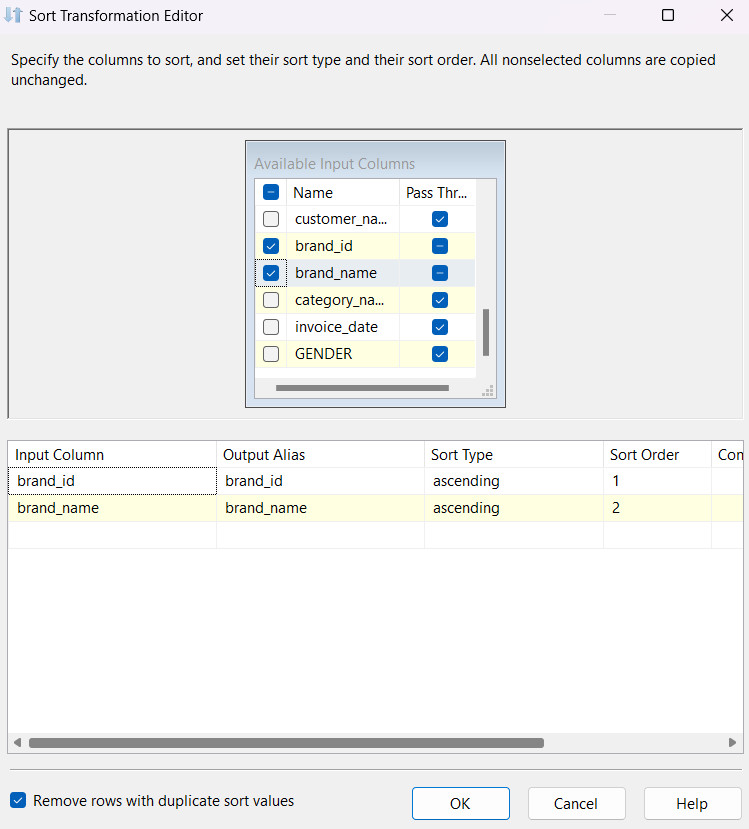 Sort Transformation Editor
Specify the columns to sort, and set their sort type and their sort order. All nonselected columns are copied
unchanged.
Available Input Columns
Name Pass Thr...
customer_na...
brand_id
brand_name
category_na...
invoice_date
GENDER
Input Column Output Alias Sort Type Sort Order Com
brand_id brand_id ascending 1
brand_name brand_name ascending 2
Remove rows with duplicate sort values
OK Cancel Help